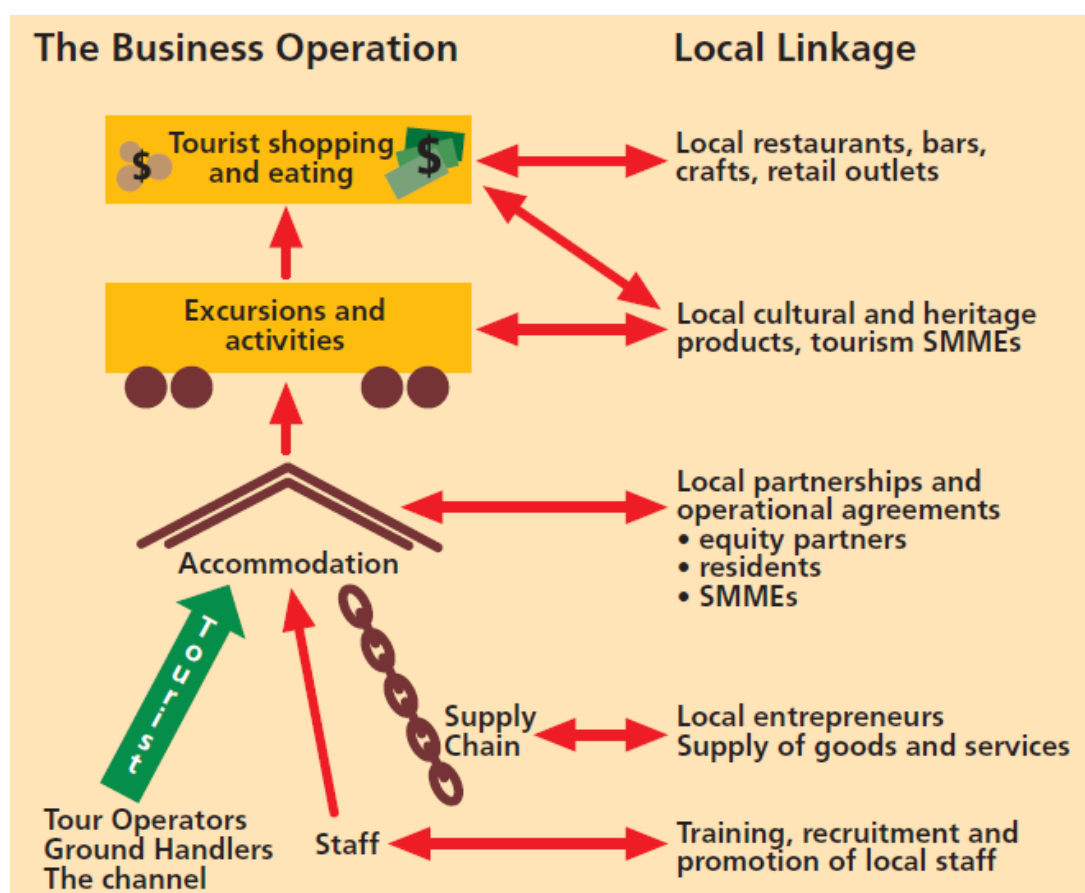 The Business Operation
Local Linkage
$
Tourist shopping
and eating
$
Local restaurants, bars,
crafts, retail outlets
Excursions and
activities
Local cultural and heritage
products, tourism SMMEs
Local partnerships and
operational agreements
• equity partners
• residents
• SMMEs
Accommodation
Tourist
Supply
Chain
Local entrepreneurs
Supply of goods and services
Tour Operators
Ground Handlers
The channel
Staff
Training, recruitment and
promotion of local staff